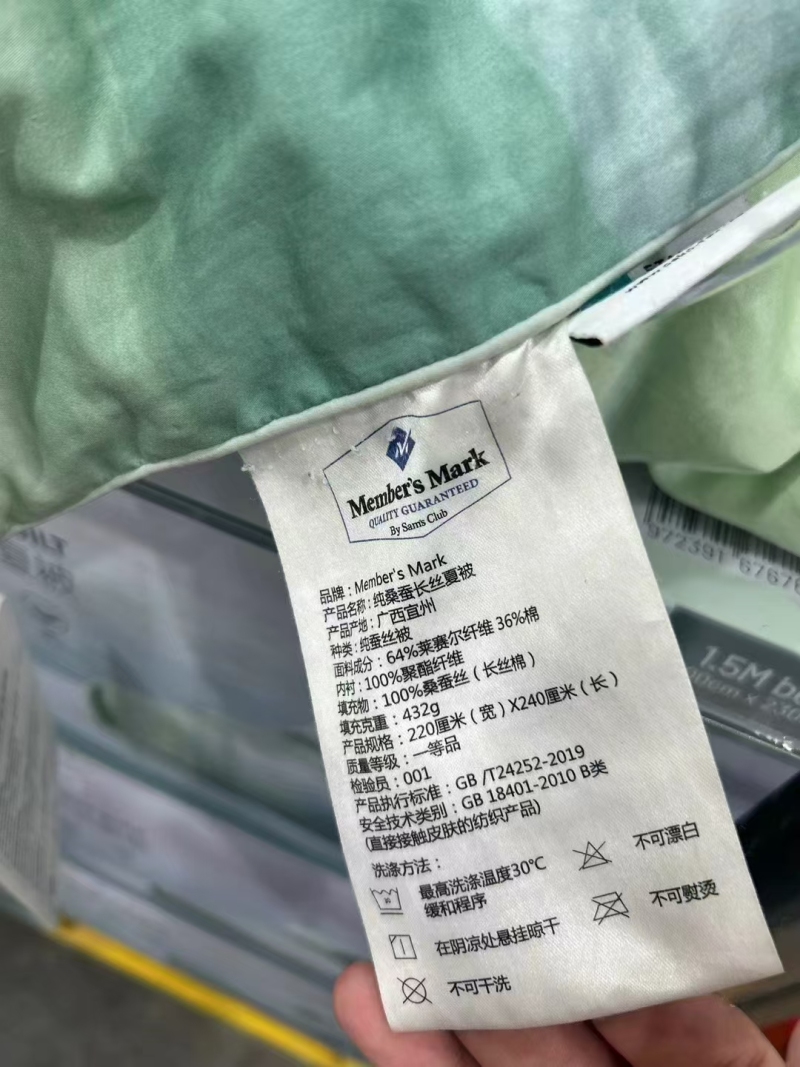 Member's Mark
QUALITY GUARANTEED
By Sam's Club
品牌：Member's Mark
产品名称：纯桑蚕长丝夏被
产品产地：广西宜州
种类：纯蚕丝被
面料成分：64%莱赛尔纤维 36%棉
内衬：100%聚酯纤维
填充物：100%桑蚕丝（长丝棉）
填充克重：432g
产品规格：220厘米（宽）X240厘米（长）
质量等级：一等品
检验员：001
产品执行标准：GB /T24252-2019
安全技术类别：GB 18401-2010 B类
(直接接触皮肤的纺织产品)
洗涤方法：
最高洗涤温度30℃
缓和程序
不可漂白
在阴凉处悬挂晾干
不可熨烫
不可干洗
972391
1.5M